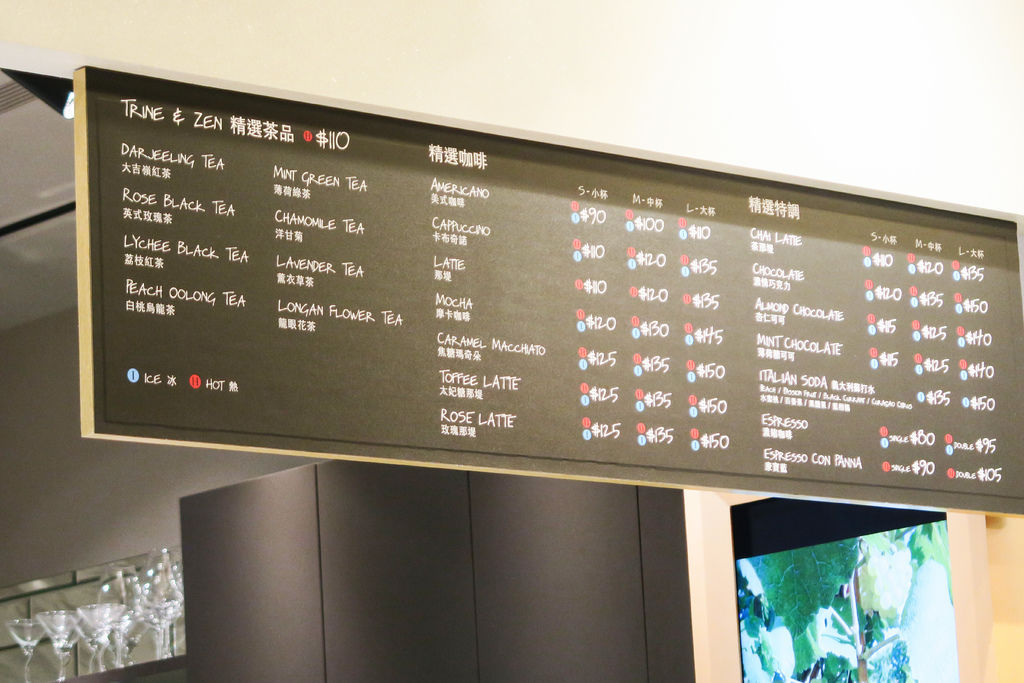 TRINE & ZEN 精選茶品 H $110
DARJEELING TEA
大吉嶺紅茶
ROSE BLACK TEA
英式玫瑰茶
LYCHEE BLACK TEA
荔枝紅茶
PEACH OOLONG TEA
白桃烏龍茶
MINT GREEN TEA
薄荷綠茶
CHAMOMILE TEA
洋甘菊
LAVENDER TEA
薰衣草茶
LONGAN FLOWER TEA
龍眼花茶
I ICE 冰 H HOT 熱
精選咖啡
S-小杯 M-中杯 L-大杯
AMERICANO H I $90 H I $100 H I $110
美式咖啡
CAPPUCCINO H I $110 H I $120 H I $135
卡布奇諾
LATTE H $110 H $120 H $135
那堤
MOCHA H I $120 H I $130 H I $145
摩卡咖啡
CARAMEL MACCHIATO H I $125 H I $135 H I $150
焦糖瑪奇朵
TOFFEE LATTE H I $125 H I $135 H I $150
太妃糖那堤
ROSE LATTE H I $125 H I $135 H I $150
玫瑰那堤
精選特調
S-小杯 M-中杯 L-大杯
CHAI LATTE H I $110 H I $120 H I $135
茶那堤
CHOCOLATE H I $120 H I $135 H I $150
濃情巧克力
ALMOND CHOCOLATE H I $115 H I $125 H I $140
杏仁可可
MINT CHOCOLATE H I $115 H I $125 H I $140
薄荷糖可可
ITALIAN SODA 義大利蘇打水 I $135 I $150
PEACH / PASSION FRUIT / BLACK CURRANT / CURAÇAO CITRUS
ESPRESSO H I SINGLE $80 H I DOUBLE $95
濃縮咖啡
ESPRESSO CON PANNA H SINGLE $90 H DOUBLE $105
康寶藍